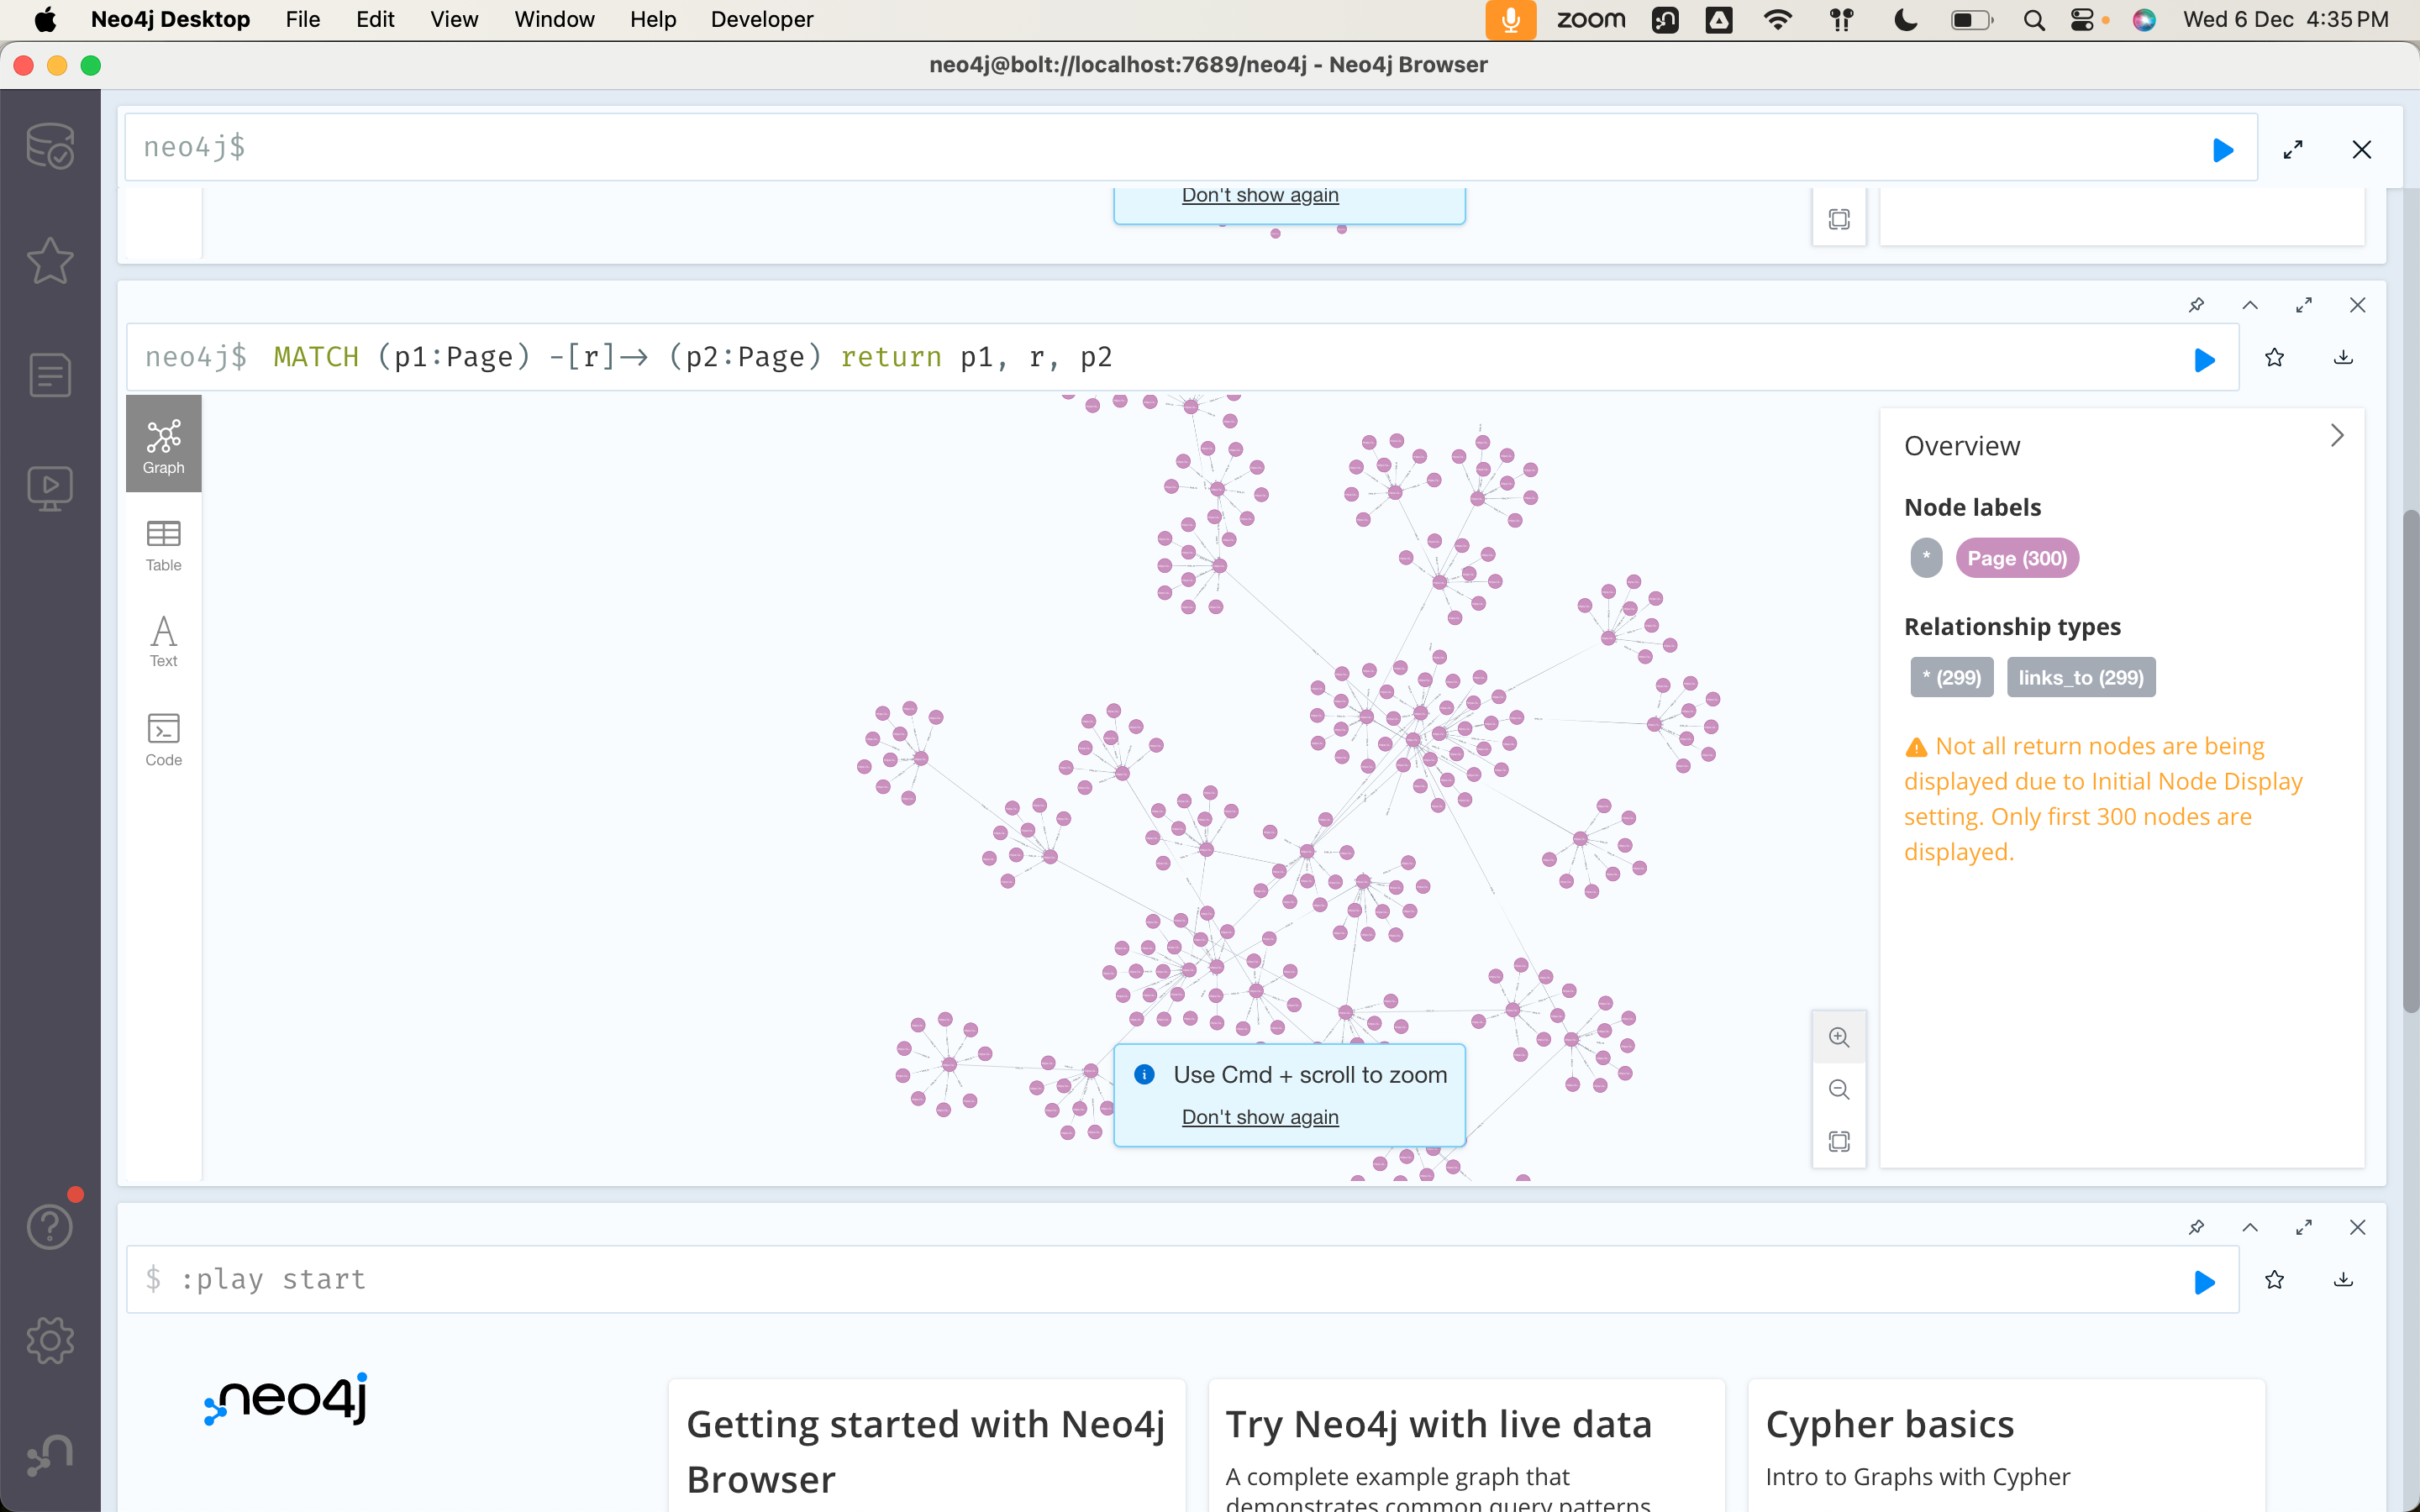 Neo4j Desktop File Edit View Window Help Developer zoom Wed 6 Dec 4:35 PM
neo4j@bolt://localhost:7689/neo4j - Neo4j Browser
neo4j$
Don't show again
neo4j$ MATCH (p1:Page) -[r]-> (p2:Page) return p1, r, p2
Graph
Table
Text
Code
Overview
Node labels
* Page (300)
Relationship types
* (299) links_to (299)
Not all return nodes are being
displayed due to Initial Node Display
setting. Only first 300 nodes are
displayed.
Use Cmd + scroll to zoom
Don't show again
$ :play start
neo4j
Getting started with Neo4j
Browser
Try Neo4j with live data
A complete example graph that
demonstrates common query patterns
Cypher basics
Intro to Graphs with Cypher